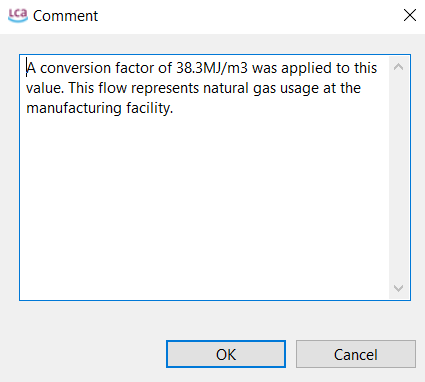 LCA Comment
A conversion factor of 38.3MJ/m3 was applied to this
value. This flow represents natural gas usage at the
manufacturing facility.
OK Cancel